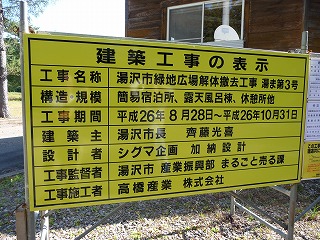 建築工事の表示
工事名称 湯沢市緑地広場解体撤去工事 湯ま第3号
構造・規模 簡易宿泊所、露天風呂棟、休憩所他
工事期間 平成26年 8月28日〜平成26年10月31日
建築主 湯沢市長 齊藤光喜
設計者 シグマ企画 加納 設計
工事監督者 湯沢市 産業振興部 まるごと売る課
工事施工者 高橋産業 株式会社